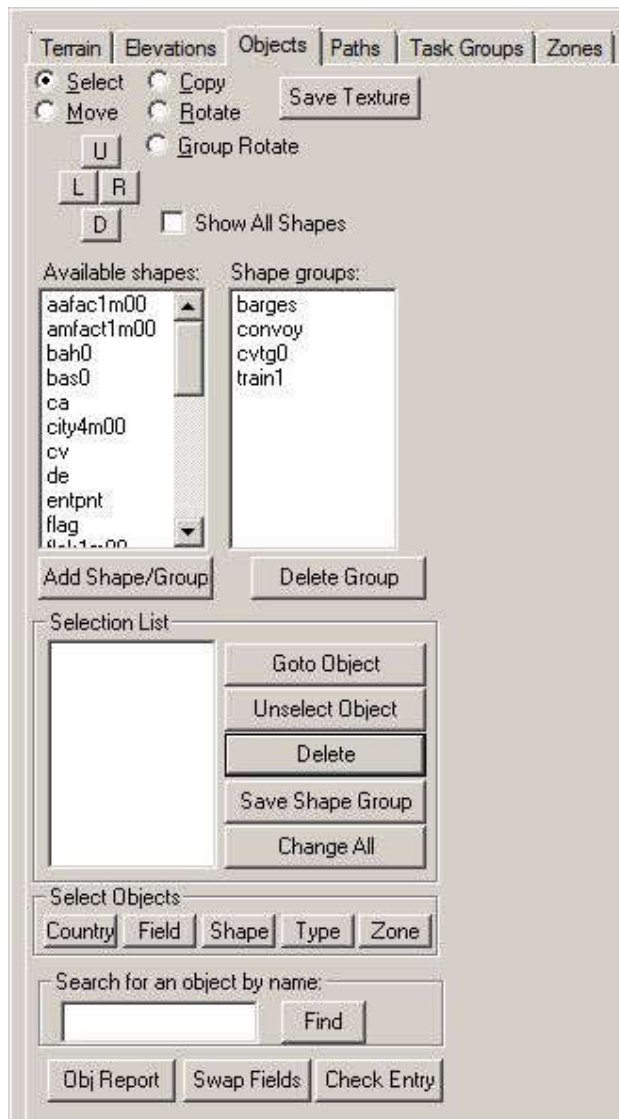 Terrain Elevations Objects Paths Task Groups Zones
Select Copy Save Texture
Move Rotate
U Group Rotate
L R
D Show All Shapes
Available shapes: Shape groups:
aafac1m00 barges
amfact1m00 convoy
bah0 cvtg0
bas0 train1
ca
city4m00
cv
de
entpnt
flag
Add Shape/Group Delete Group
Selection List
Goto Object
Unselect Object
Delete
Save Shape Group
Change All
Select Objects
Country Field Shape Type Zone
Search for an object by name:
Find
Obj Report Swap Fields Check Entry